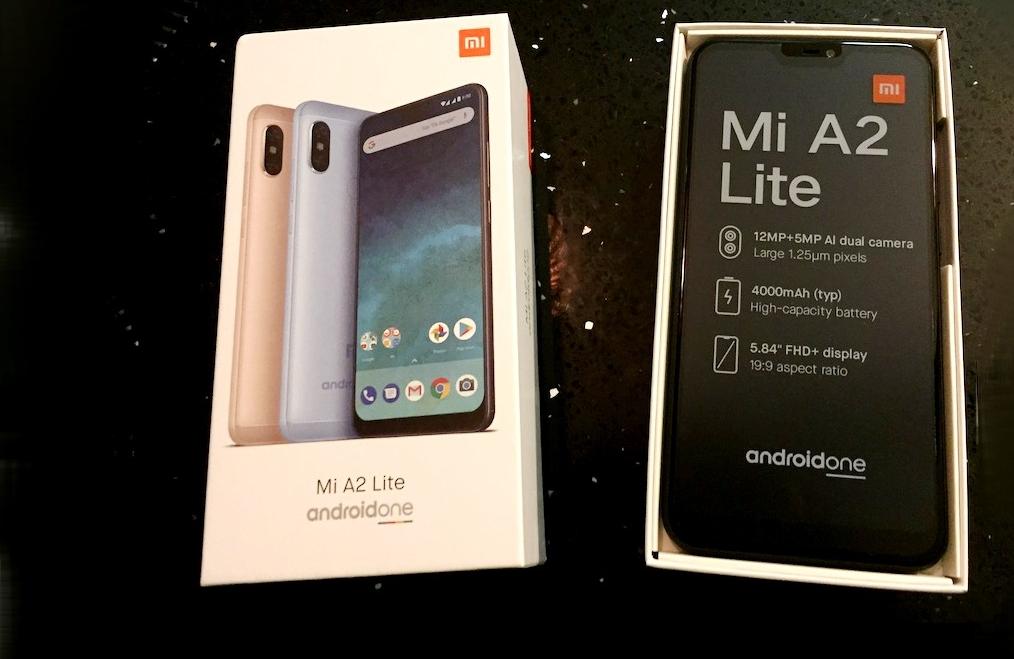 mi
Mi A2 Lite
androidone
mi
Mi A2
Lite
12MP+5MP AI dual camera
Large 1.25µm pixels
4000mAh (typ)
High-capacity battery
5.84" FHD+ display
19:9 aspect ratio
androidone